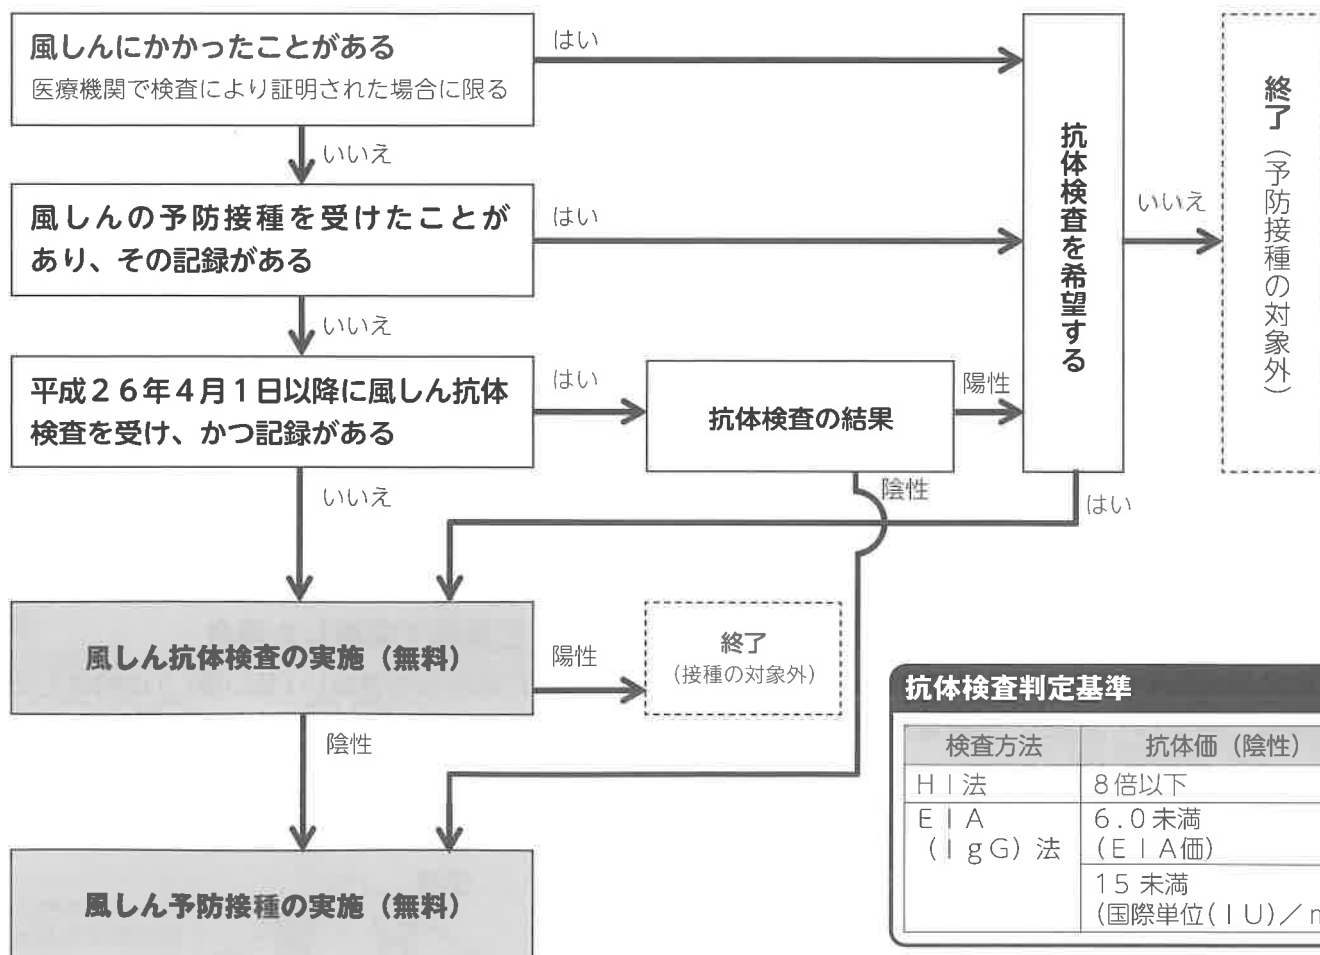 風しんにかかったことがある
医療機関で検査により証明された場合に限る
はい
いいえ
風しんの予防接種を受けたことが
あり、その記録がある
はい
いいえ
平成２６年４月１日以降に風しん抗体
検査を受け、かつ記録がある
はい
いいえ
抗体検査の結果
陽性
陰性
抗体検査を希望する
いいえ
はい
終了（予防接種の対象外）
風しん抗体検査の実施（無料）
陽性
陰性
終了
（接種の対象外）
風しん予防接種の実施（無料）
抗体検査判定基準
検査方法 抗体価（陰性）
ＨＩ法 8倍以下
ＥＩＡ 6.0未満
（ＩｇＧ）法 （ＥＩＡ価）
15 未満
（国際単位（ＩＵ）／m